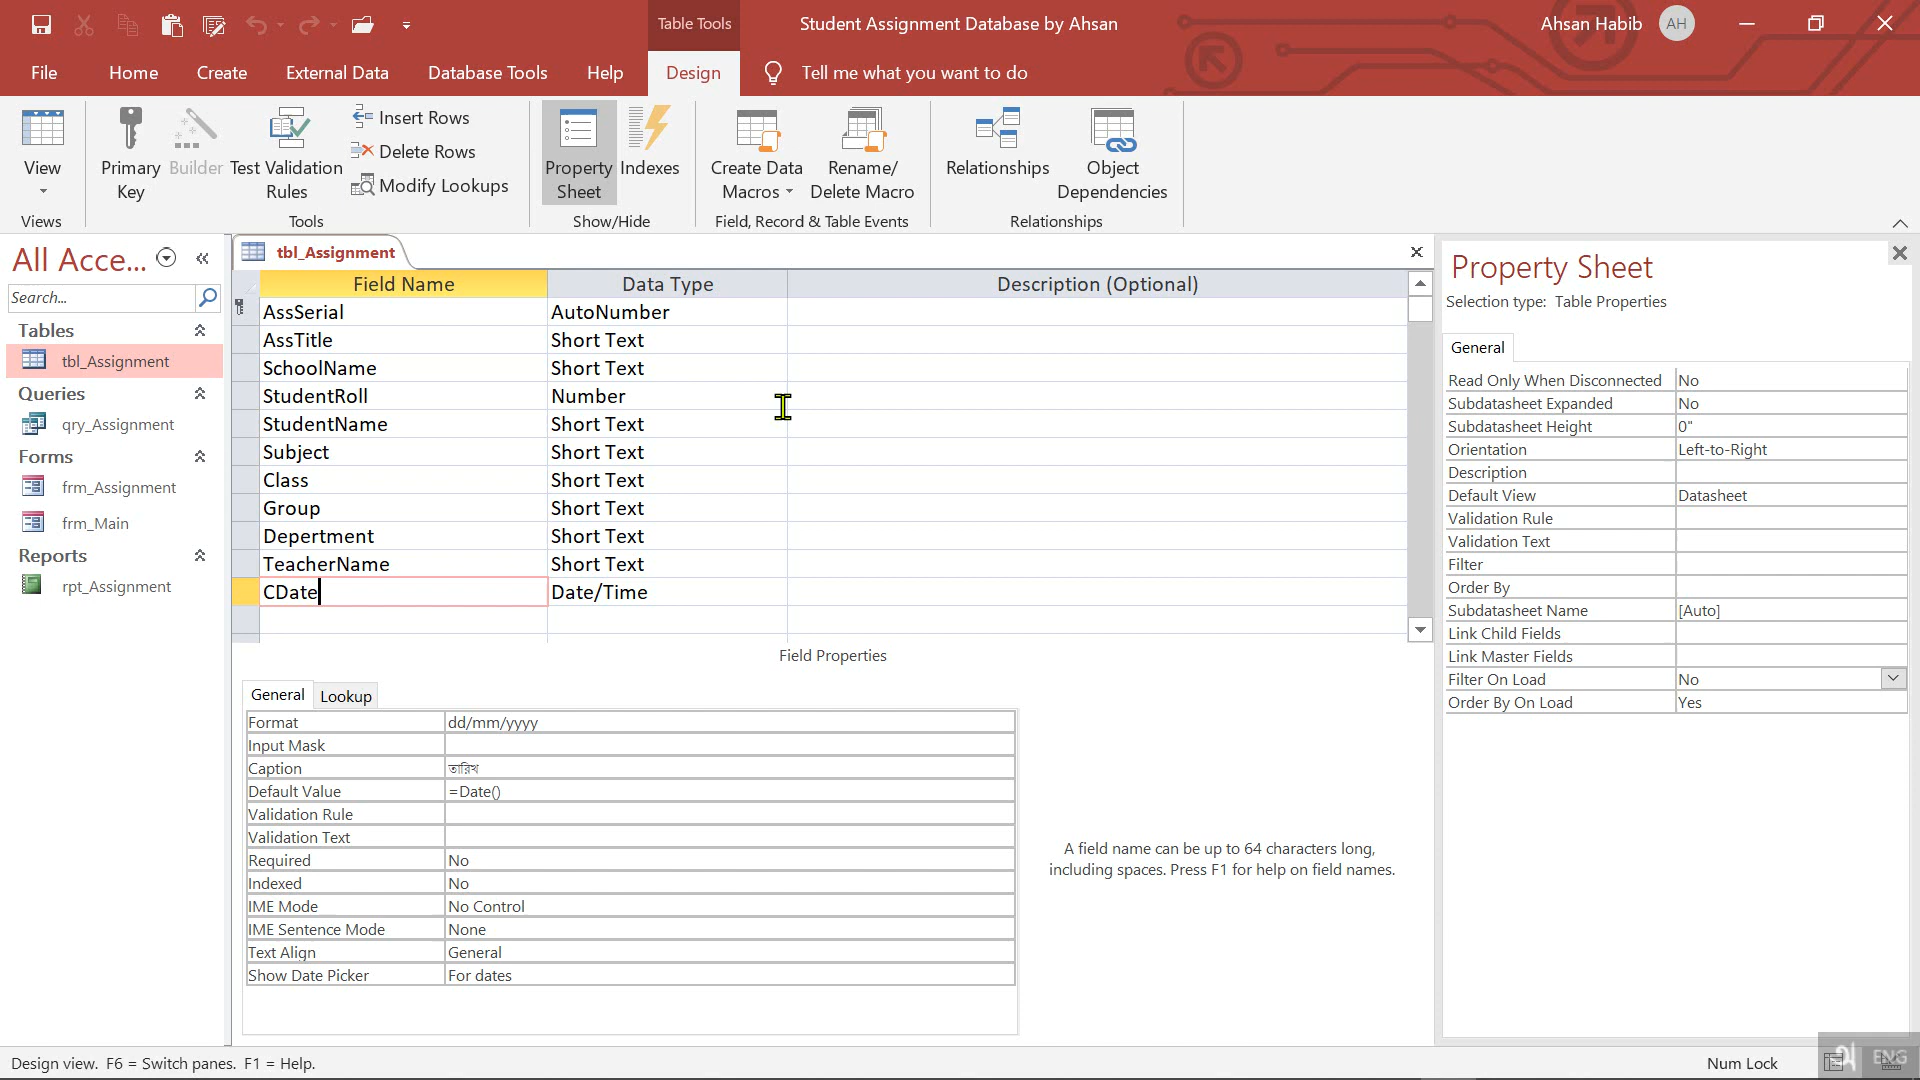 Table Tools
Student Assignment Database by Ahsan
Ahsan Habib
AH
File
Home
Create
External Data
Database Tools
Help
Design
Tell me what you want to do
View
Primary Key
Builder
Test Validation Rules
Insert Rows
Delete Rows
Modify Lookups
Property Sheet
Indexes
Create Data Macros
Rename/ Delete Macro
Relationships
Object Dependencies
Views
Tools
Show/Hide
Field, Record & Table Events
Relationships
All Acce...
Search...
Tables
tbl_Assignment
Queries
qry_Assignment
Forms
frm_Assignment
frm_Main
Reports
rpt_Assignment
tbl_Assignment
Field Name Data Type Description (Optional)
AssSerial AutoNumber
AssTitle Short Text
SchoolName Short Text
StudentRoll Number
StudentName Short Text
Subject Short Text
Class Short Text
Group Short Text
Depertment Short Text
TeacherName Short Text
CDate Date/Time
Field Properties
General Lookup
Format dd/mm/yyyy
Input Mask
Caption তারিখ
Default Value =Date()
Validation Rule
Validation Text
Required No
Indexed No
IME Mode No Control
IME Sentence Mode None
Text Align General
Show Date Picker For dates
A field name can be up to 64 characters long,
including spaces. Press F1 for help on field names.
Property Sheet
Selection type: Table Properties
General
Read Only When Disconnected No
Subdatasheet Expanded No
Subdatasheet Height 0"
Orientation Left-to-Right
Description
Default View Datasheet
Validation Rule
Validation Text
Filter
Order By
Subdatasheet Name [Auto]
Link Child Fields
Link Master Fields
Filter On Load No
Order By On Load Yes
Design view. F6 = Switch panes. F1 = Help.
Num Lock
ENG